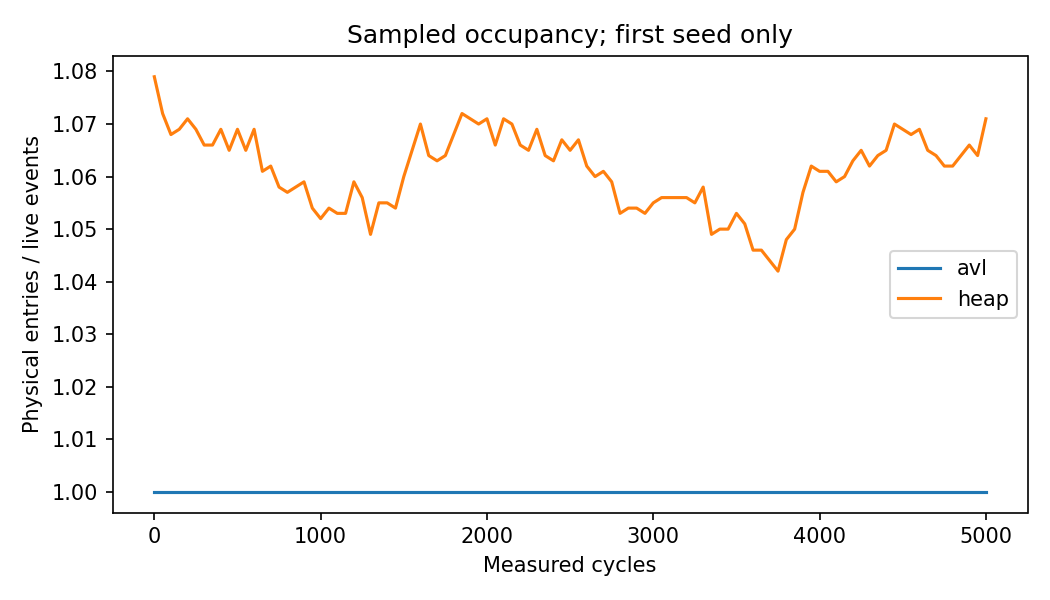 Sampled occupancy; first seed only
Physical entries / live events
1.08
1.07
1.06
1.05
1.04
1.03
1.02
1.01
1.00
avl
heap
0 1000 2000 3000 4000 5000
Measured cycles